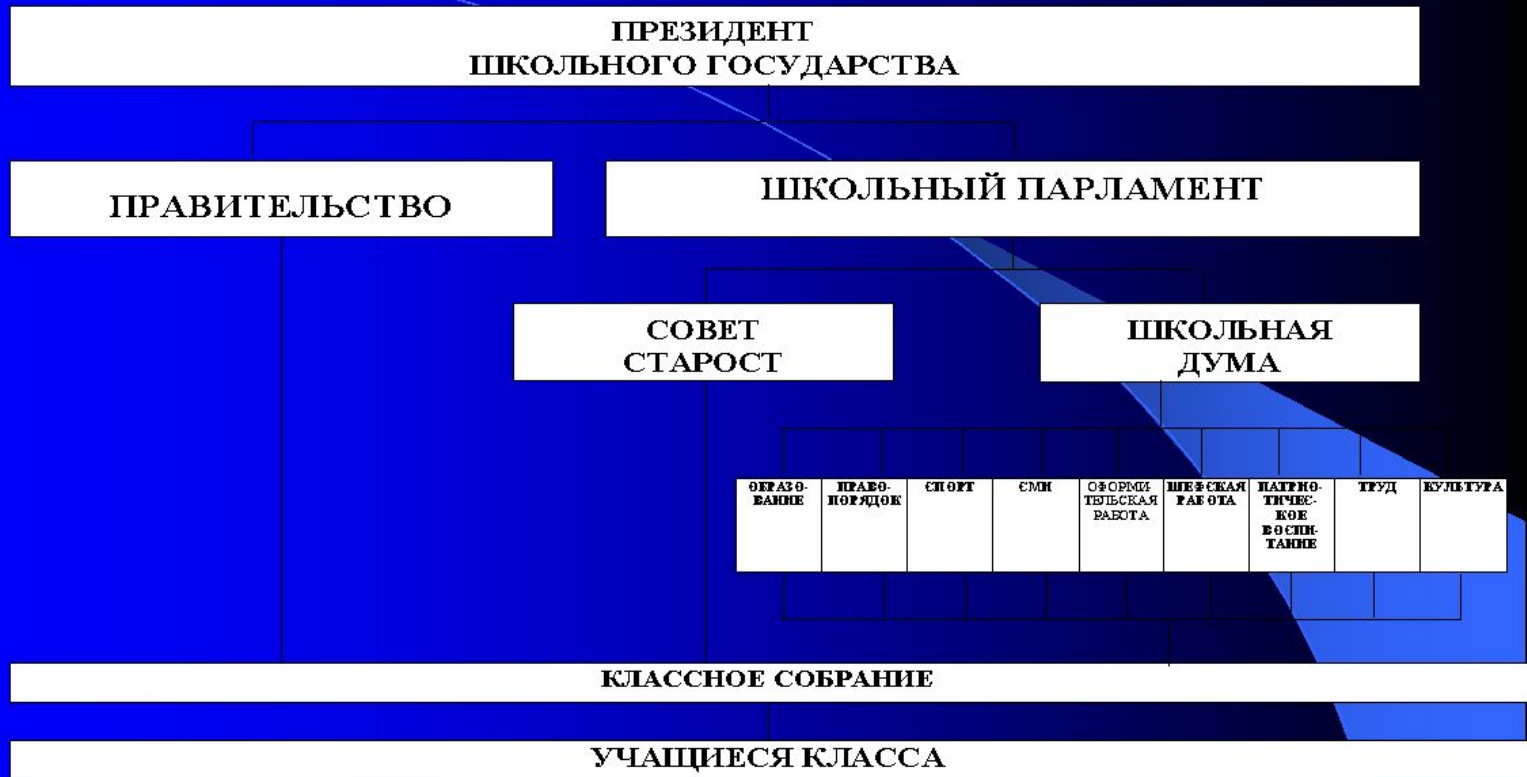 ПРЕЗИДЕНТ
ШКОЛЬНОГО ГОСУДАРСТВА
ПРАВИТЕЛЬСТВО
ШКОЛЬНЫЙ ПАРЛАМЕНТ
СОВЕТ
СТАРОСТ
ШКОЛЬНАЯ
ДУМА
ОБРАЗО-
ВАНИЕ
ПРАВО-
ПОРЯДОК
СПОРТ
СМИ
ОФОРМИ-
ТЕЛЬСКАЯ
РАБОТА
ШЕФСКАЯ
РАБОТА
ПАТРИО-
ТИЧЕС-
КОЕ
ВОСПИ-
ТАНИЕ
ТРУД
КУЛЬТУРА
КЛАССНОЕ СОБРАНИЕ
УЧАЩИЕСЯ КЛАССА